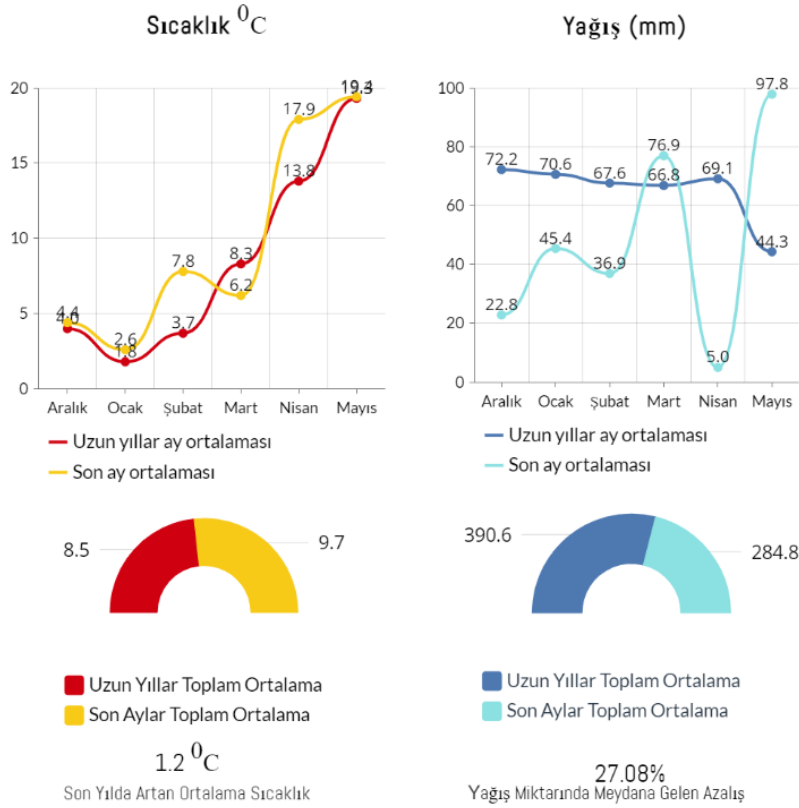 Sıcaklık ⁰C
20
15
10
5
0
4.4
4.0
2.6
1.8
7.8
3.7
8.3
6.2
17.9
13.8
19.4
19.3
Aralık Ocak Şubat Mart Nisan Mayıs
Uzun yıllar ay ortalaması
Son ay ortalaması
8.5
9.7
Uzun Yıllar Toplam Ortalama
Son Aylar Toplam Ortalama
1.2 ⁰C
Son Yılda Artan Ortalama Sıcaklık
Yağış (mm)
100
80
60
40
20
0
72.2
70.6
67.6
66.8
69.1
44.3
22.8
45.4
36.9
76.9
5.0
97.8
Aralık Ocak Şubat Mart Nisan Mayıs
Uzun yıllar ay ortalaması
Son ay ortalaması
390.6
284.8
Uzun Yıllar Toplam Ortalama
Son Aylar Toplam Ortalama
27.08%
Yağış Miktarında Meydana Gelen Azalış